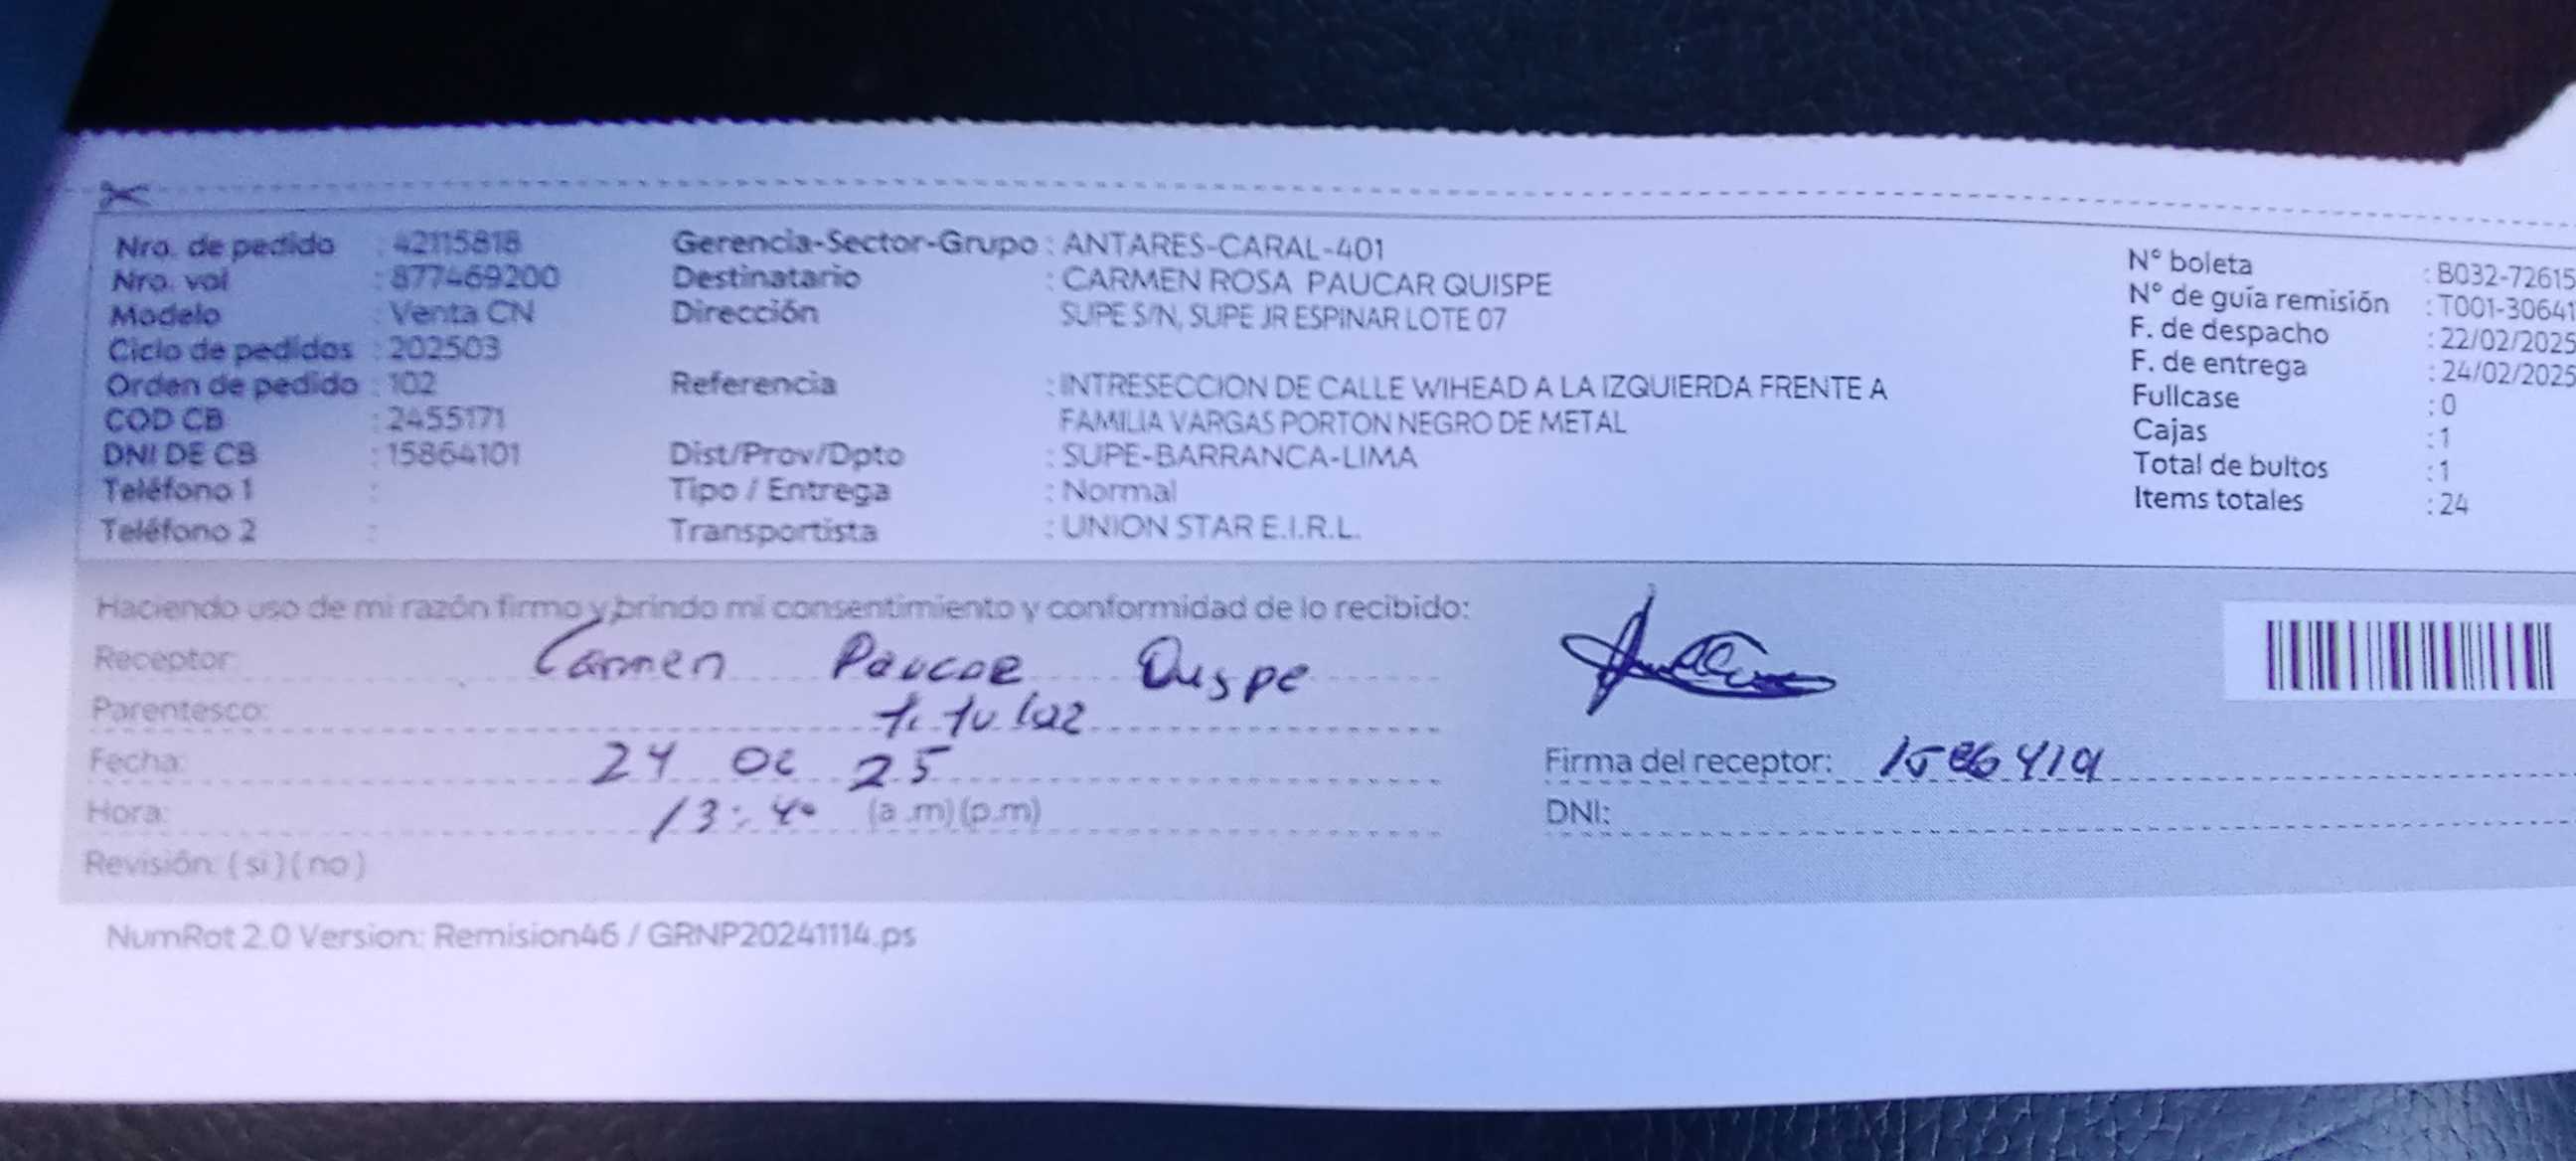 Nro. de pedido : 42115818
Nro. vol : 877469200
Modelo : Venta CN
Ciclo de pedidos : 202503
Orden de pedido : 102
COD CB : 2455171
DNI DE CB : 15864101
Teléfono 1 :
Teléfono 2 :
Gerencia-Sector-Grupo : ANTARES-CARAL-401
Destinatario : CARMEN ROSA PAUCAR QUISPE
Dirección SUPE S/N, SUPE JR ESPINAR LOTE 07
Referencia : INTRESECCION DE CALLE WIHEAD A LA IZQUIERDA FRENTE A
FAMILIA VARGAS PORTON NEGRO DE METAL
Dist/Prov/Dpto : SUPE-BARRANCA-LIMA
Tipo / Entrega : Normal
Transportista : UNION STAR E.I.R.L.
N° boleta : B032-72615
N° de guía remisión : T001-30641
F. de despacho : 22/02/2025
F. de entrega : 24/02/2025
Fullcase : 0
Cajas : 1
Total de bultos : 1
Items totales : 24
Haciendo uso de mi razón firmo y brindo mi consentimiento y conformidad de lo recibido:
Receptor: Carmen Paucar Quspe
Parentesco: titular
Fecha: 24 25
Hora: 13:40 (a.m)(p.m)
Revisión: (si)(no)
Firma del receptor:
DNI:
NumRot 2.0 Version: Remision46 / GRNP20241114.ps